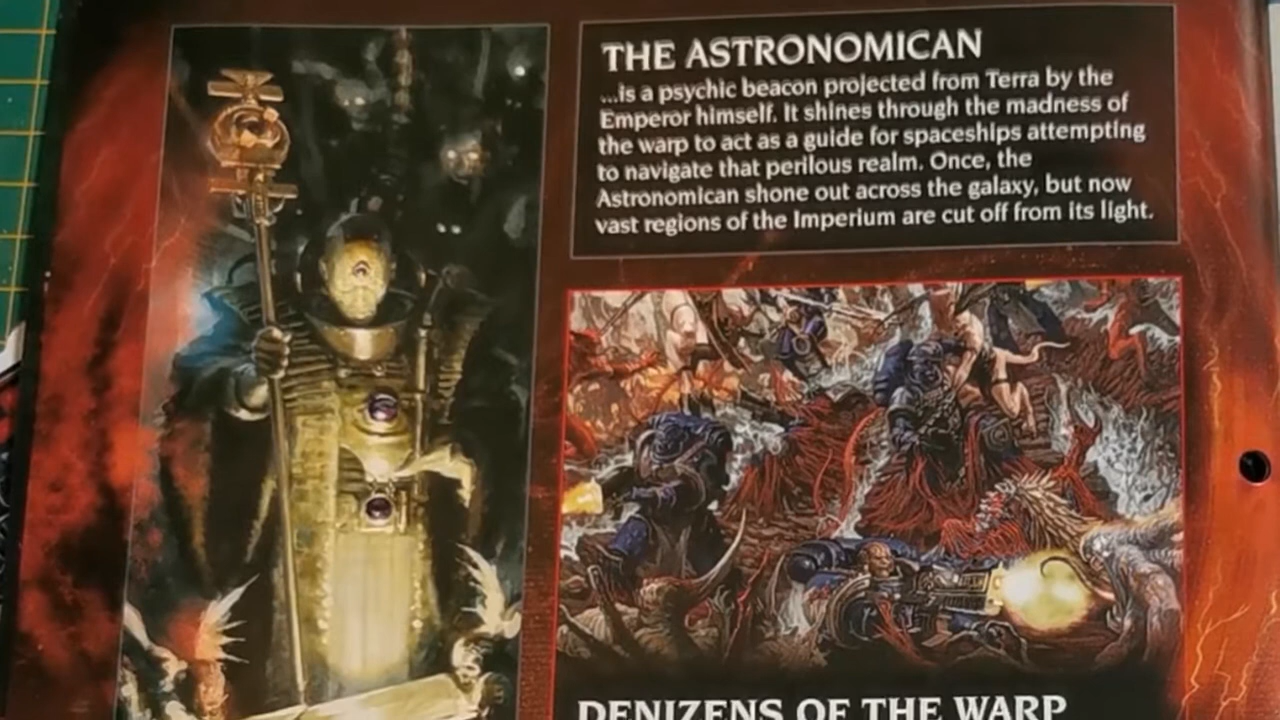 THE ASTRONOMICAN
...is a psychic beacon projected from Terra by the
Emperor himself. It shines through the madness of
the warp to act as a guide for spaceships attempting
to navigate that perilous realm. Once, the
Astronomican shone out across the galaxy, but now
vast regions of the Imperium are cut off from its light.
DENIZENS OF THE WARP